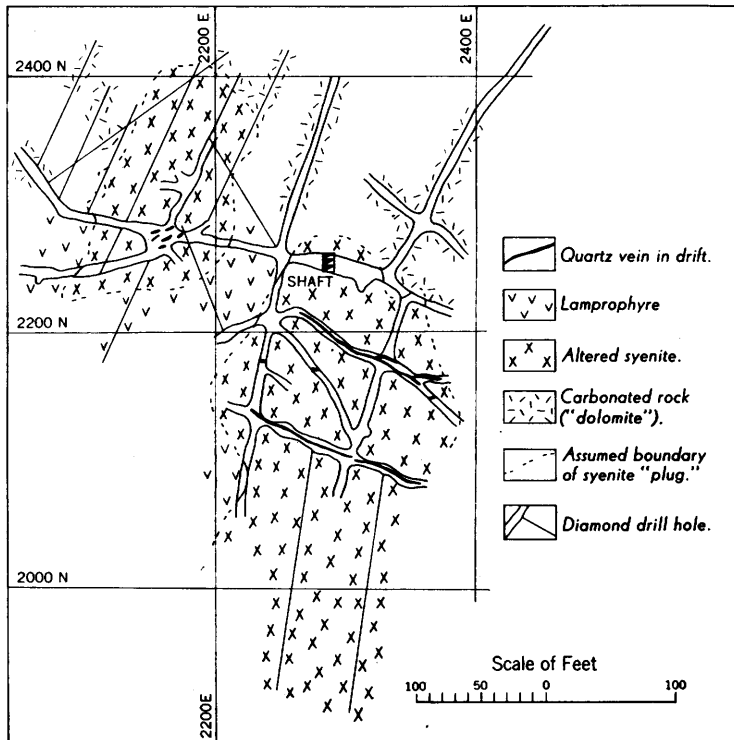 2200 E
2400 E
2400 N
SHAFT
2200 N
2000 N
2200E
Quartz vein in drift.
Lamprophyre
Altered syenite.
Carbonated rock
("dolomite").
Assumed boundary
of syenite "plug."
Diamond drill hole.
Scale of Feet
100 50 0 100